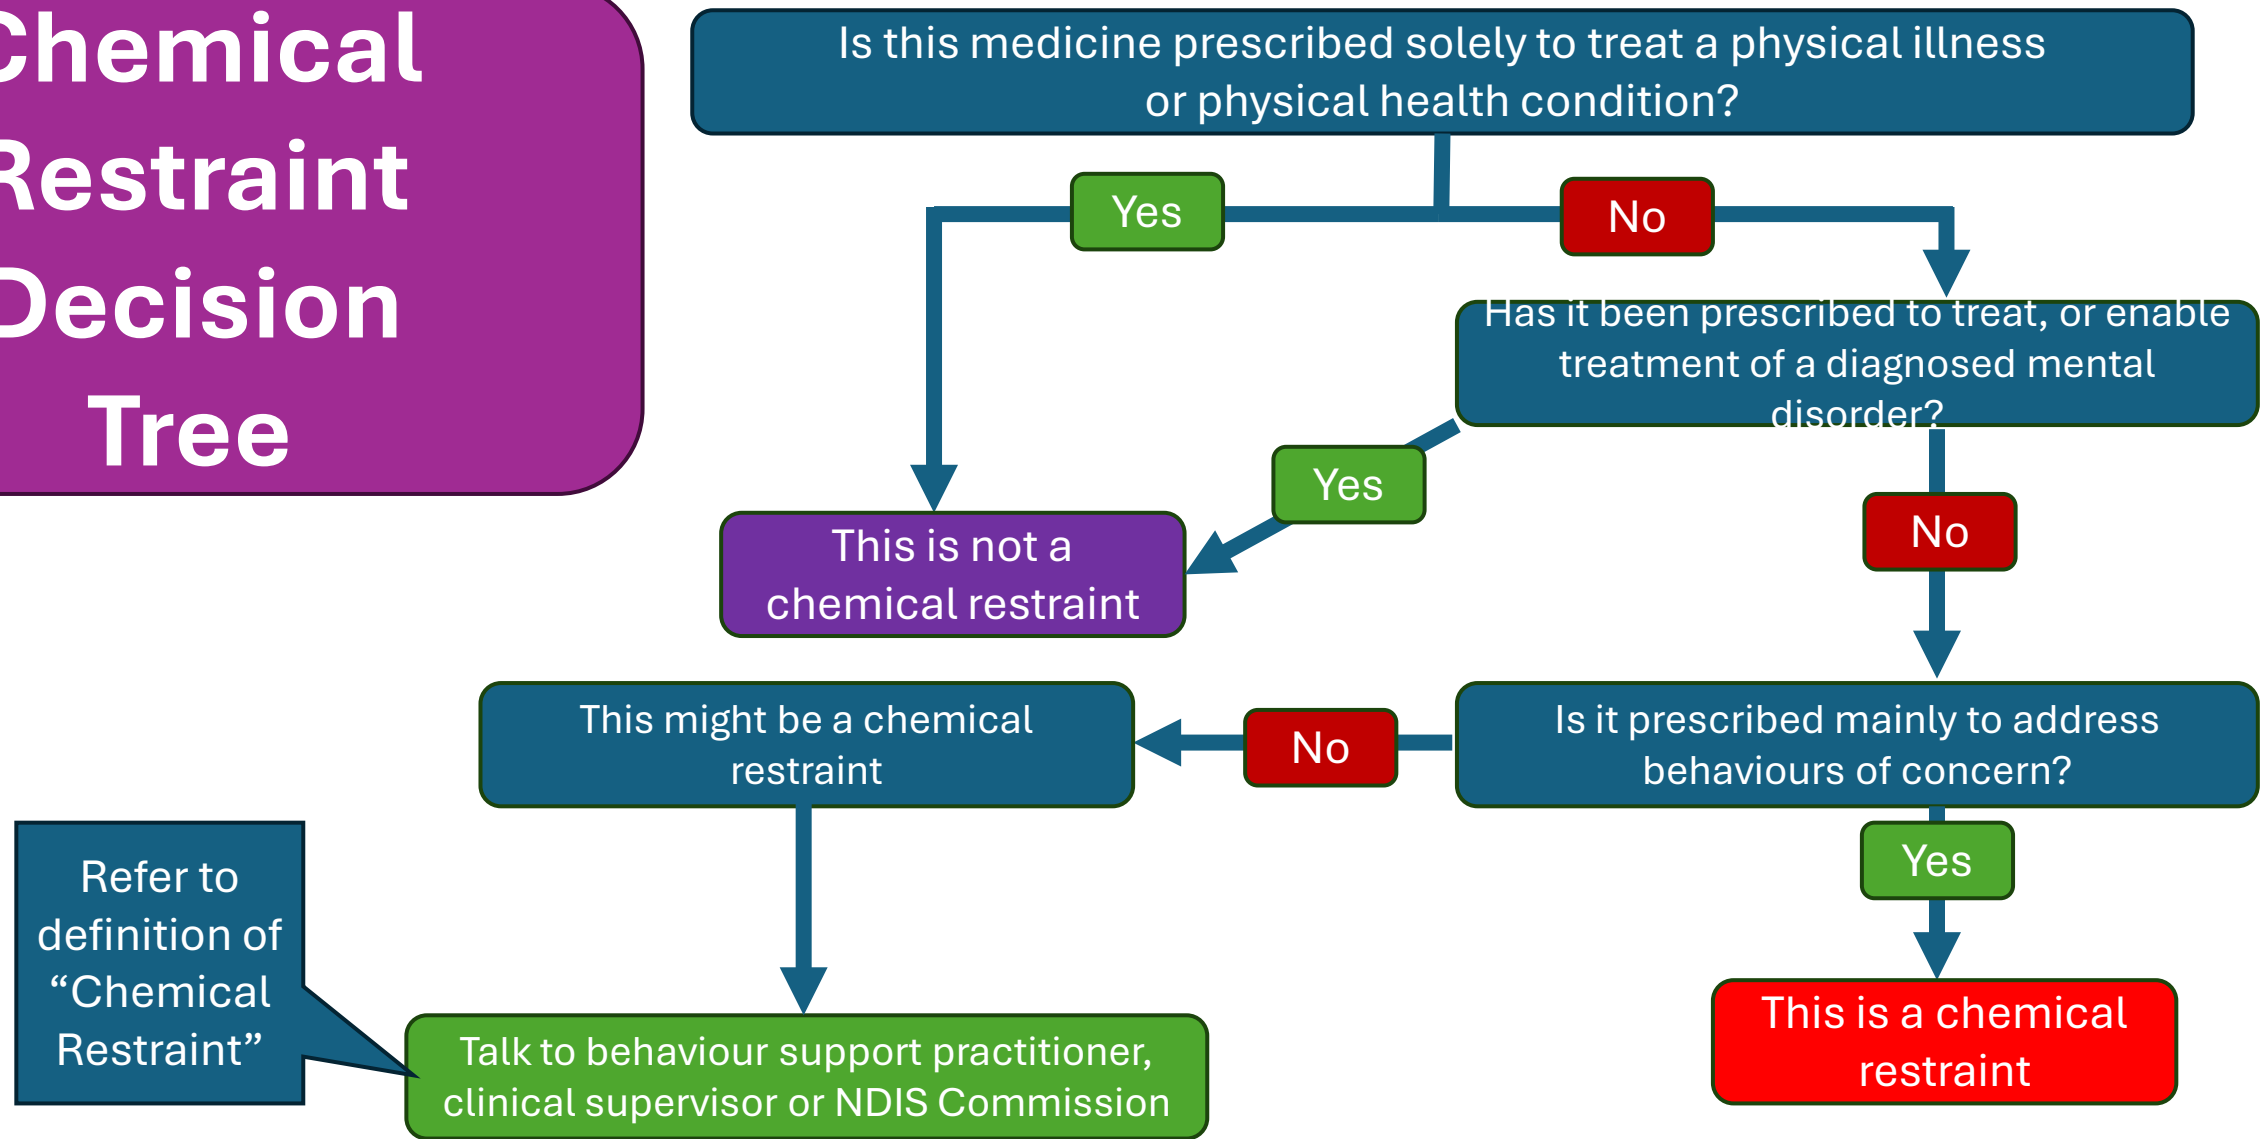 Chemical
Restraint
Decision
Tree
Is this medicine prescribed solely to treat a physical illness
or physical health condition?
Yes
No
Has it been prescribed to treat, or enable
treatment of a diagnosed mental
disorder?
Yes
No
This is not a
chemical restraint
This might be a chemical
restraint
No
Is it prescribed mainly to address
behaviours of concern?
Yes
Refer to
definition of
“Chemical
Restraint”
Talk to behaviour support practitioner,
clinical supervisor or NDIS Commission
This is a chemical
restraint